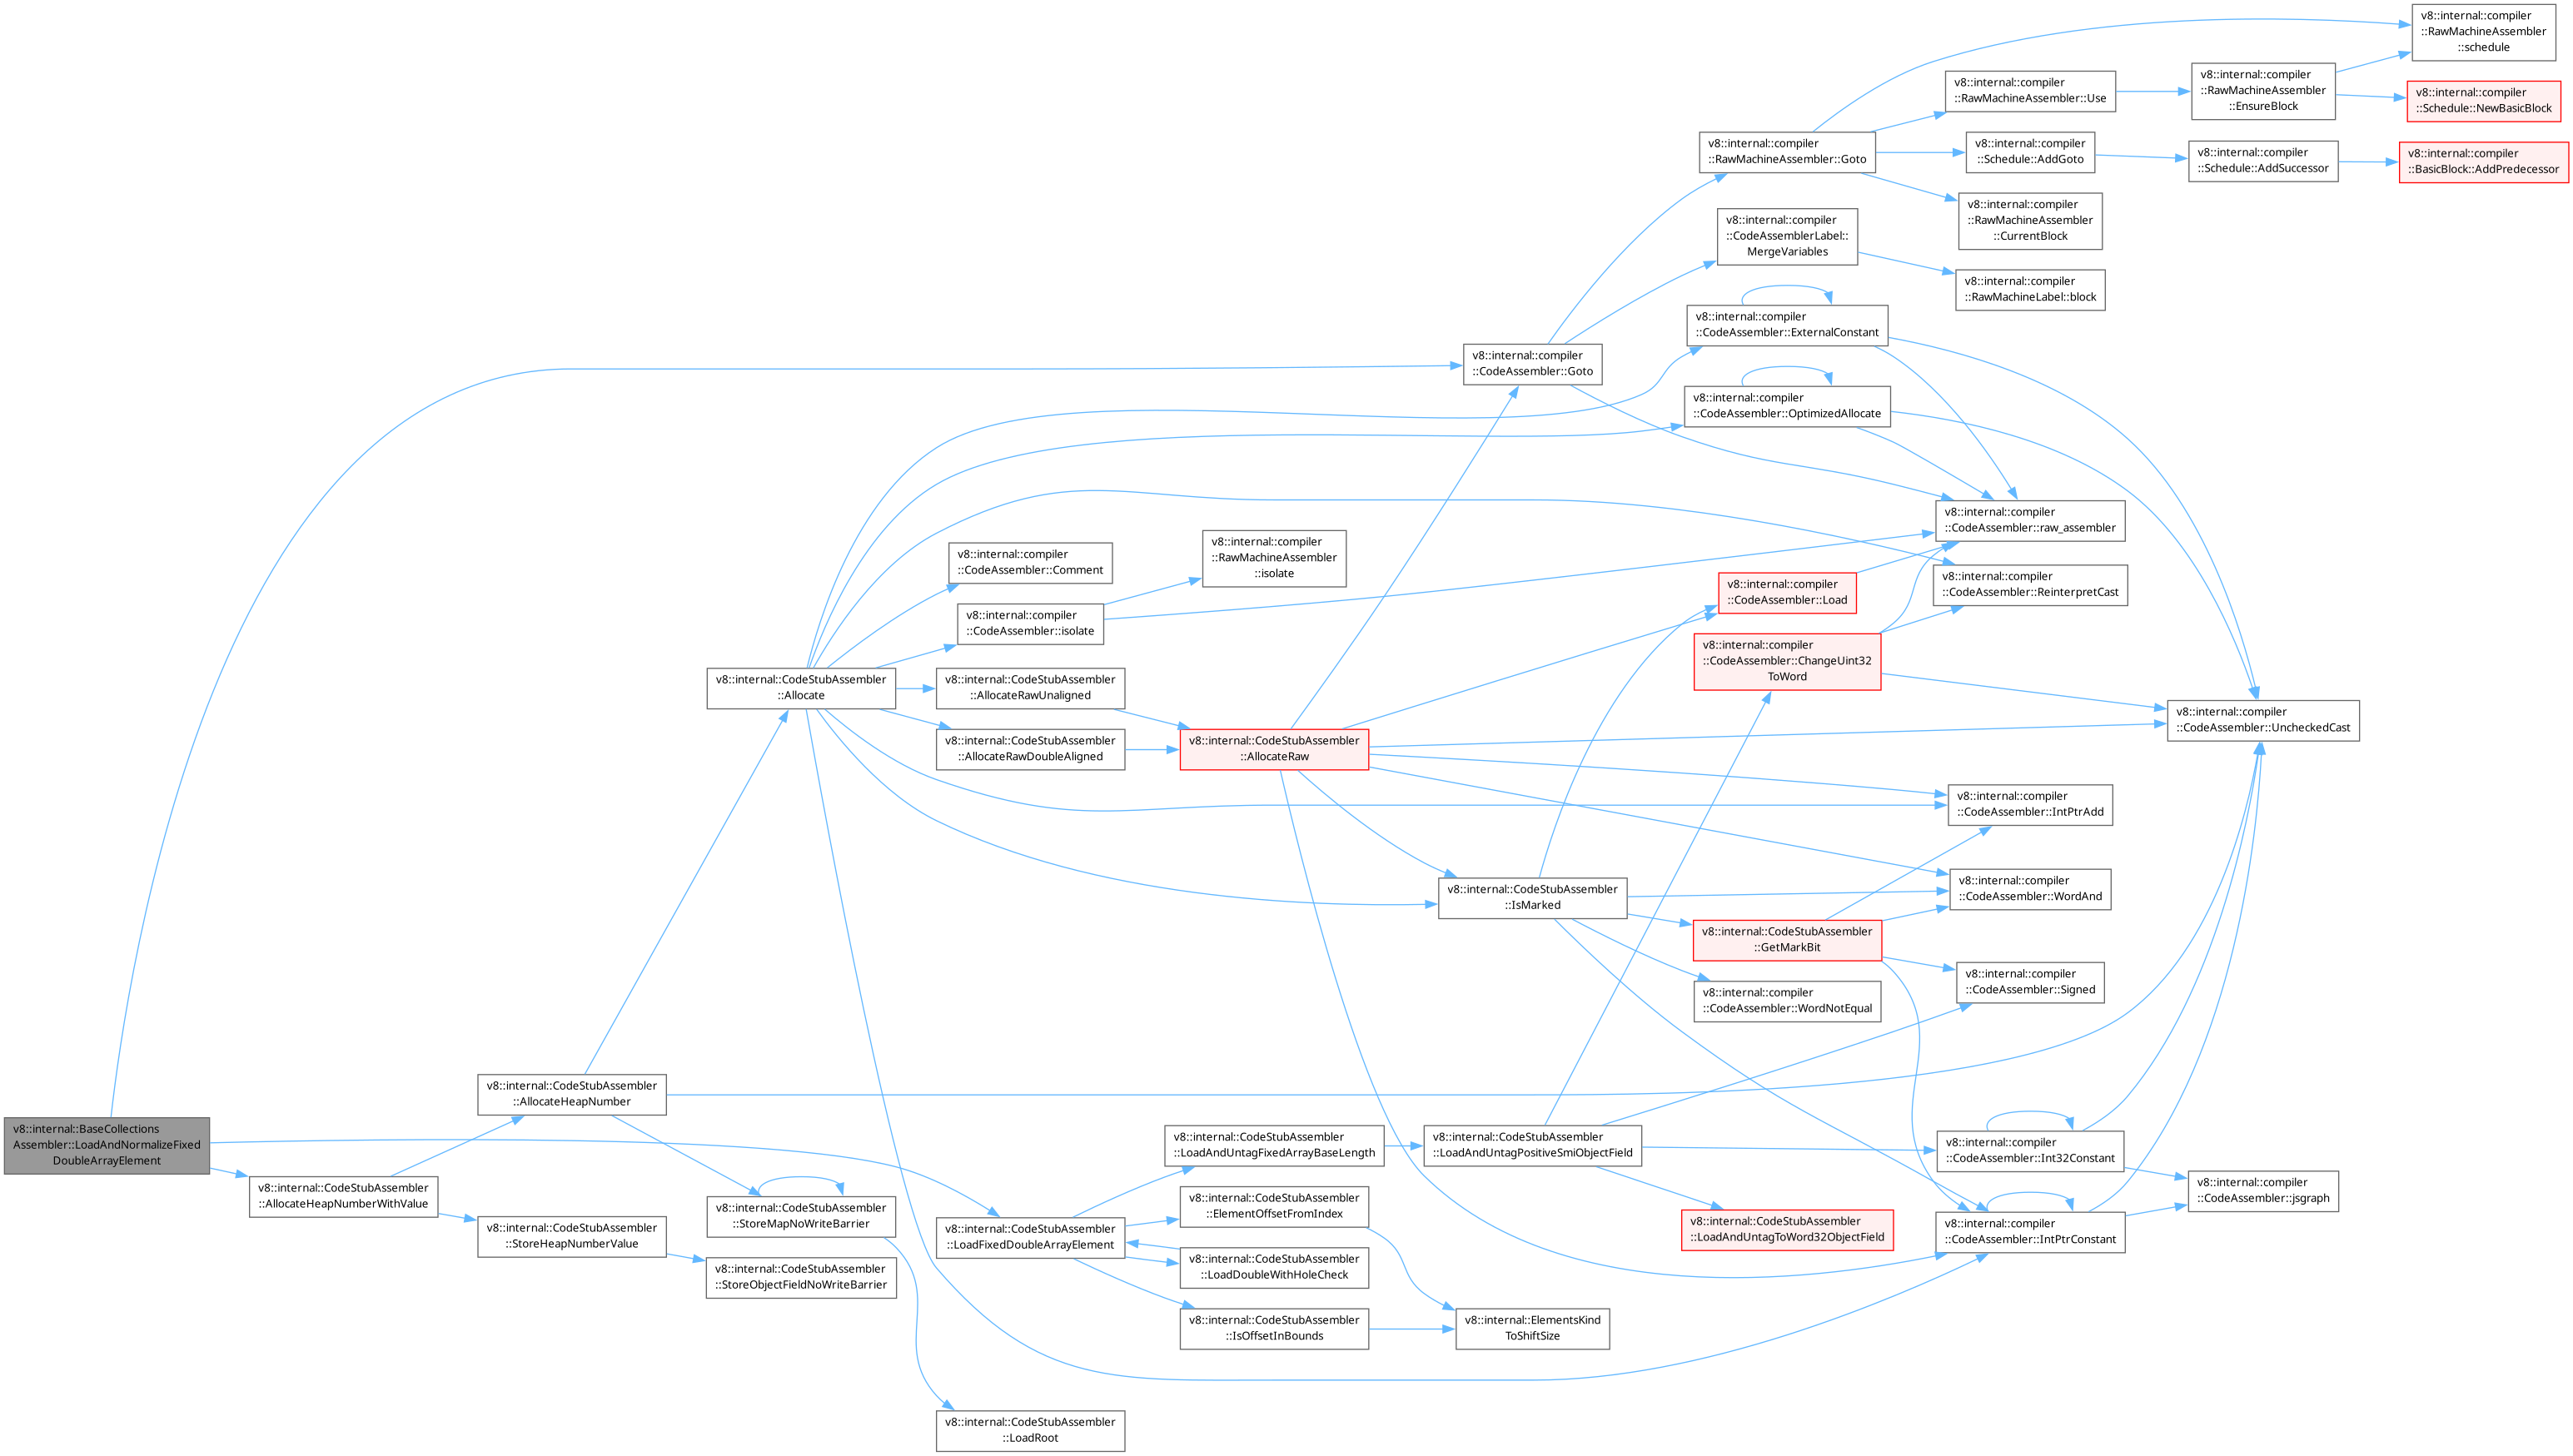 v8::internal::BaseCollections
Assembler::LoadAndNormalizeFixed
DoubleArrayElement
v8::internal::CodeStubAssembler
::AllocateHeapNumberWithValue
v8::internal::CodeStubAssembler
::AllocateHeapNumber
v8::internal::CodeStubAssembler
::StoreHeapNumberValue
v8::internal::CodeStubAssembler
::Allocate
v8::internal::CodeStubAssembler
::StoreMapNoWriteBarrier
v8::internal::CodeStubAssembler
::StoreObjectFieldNoWriteBarrier
v8::internal::compiler
::CodeAssembler::Comment
v8::internal::compiler
::CodeAssembler::isolate
v8::internal::CodeStubAssembler
::AllocateRawUnaligned
v8::internal::CodeStubAssembler
::AllocateRawDoubleAligned
v8::internal::CodeStubAssembler
::LoadFixedDoubleArrayElement
v8::internal::CodeStubAssembler
::LoadRoot
v8::internal::compiler
::RawMachineAssembler
::isolate
v8::internal::CodeStubAssembler
::AllocateRaw
v8::internal::CodeStubAssembler
::LoadAndUntagFixedArrayBaseLength
v8::internal::CodeStubAssembler
::ElementOffsetFromIndex
v8::internal::CodeStubAssembler
::LoadDoubleWithHoleCheck
v8::internal::CodeStubAssembler
::IsOffsetInBounds
v8::internal::compiler
::CodeAssembler::Goto
v8::internal::CodeStubAssembler
::IsMarked
v8::internal::CodeStubAssembler
::LoadAndUntagPositiveSmiObjectField
v8::internal::ElementsKind
ToShiftSize
v8::internal::compiler
::RawMachineAssembler::Goto
v8::internal::compiler
::CodeAssemblerLabel::
MergeVariables
v8::internal::compiler
::CodeAssembler::ExternalConstant
v8::internal::compiler
::CodeAssembler::OptimizedAllocate
v8::internal::compiler
::CodeAssembler::Load
v8::internal::compiler
::CodeAssembler::ChangeUint32
ToWord
v8::internal::CodeStubAssembler
::GetMarkBit
v8::internal::compiler
::CodeAssembler::WordNotEqual
v8::internal::CodeStubAssembler
::LoadAndUntagToWord32ObjectField
v8::internal::compiler
::RawMachineAssembler::Use
v8::internal::compiler
::Schedule::AddGoto
v8::internal::compiler
::RawMachineAssembler
::CurrentBlock
v8::internal::compiler
::RawMachineLabel::block
v8::internal::compiler
::CodeAssembler::raw_assembler
v8::internal::compiler
::CodeAssembler::ReinterpretCast
v8::internal::compiler
::CodeAssembler::IntPtrAdd
v8::internal::compiler
::CodeAssembler::WordAnd
v8::internal::compiler
::CodeAssembler::Signed
v8::internal::compiler
::CodeAssembler::Int32Constant
v8::internal::compiler
::CodeAssembler::IntPtrConstant
v8::internal::compiler
::RawMachineAssembler
::EnsureBlock
v8::internal::compiler
::Schedule::AddSuccessor
v8::internal::compiler
::CodeAssembler::UncheckedCast
v8::internal::compiler
::CodeAssembler::jsgraph
v8::internal::compiler
::RawMachineAssembler
::schedule
v8::internal::compiler
::Schedule::NewBasicBlock
v8::internal::compiler
::BasicBlock::AddPredecessor